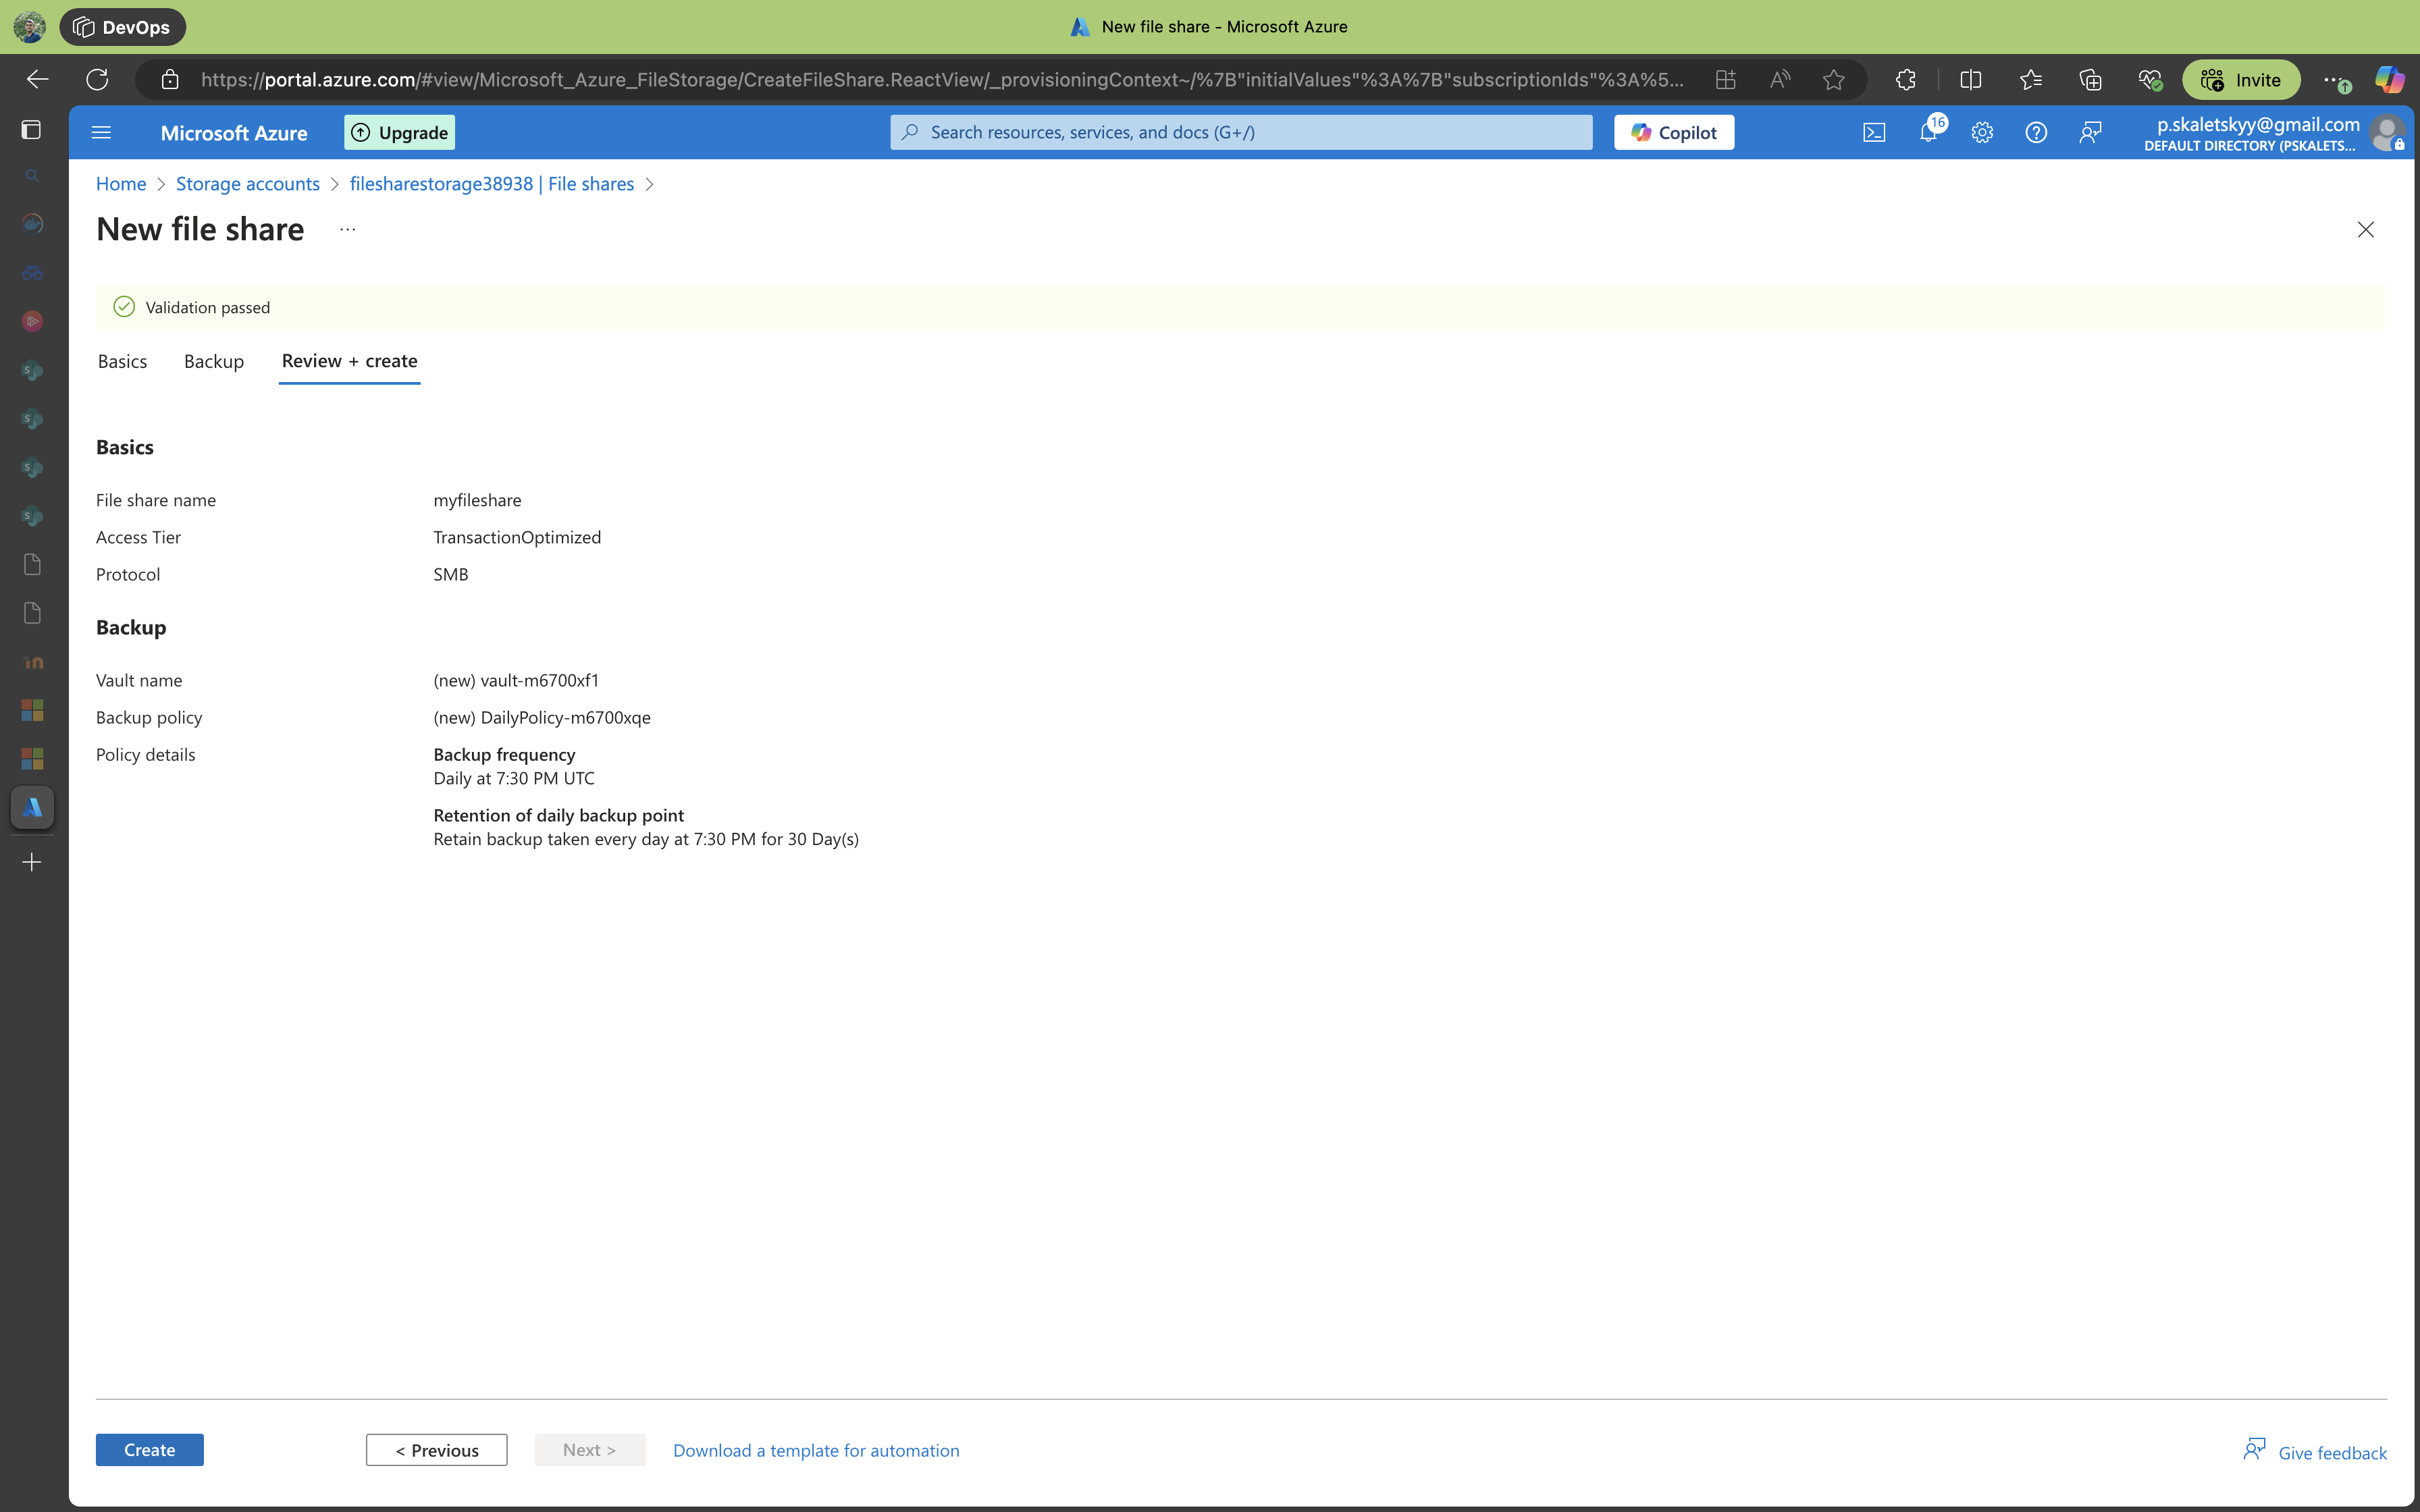 DevOps
New file share - Microsoft Azure
https://portal.azure.com/#view/Microsoft_Azure_FileStorage/CreateFileShare.ReactView/_provisioningContext~/%7B"initialValues"%3A%7B"subscriptionIds"%3A%5...
Invite
Microsoft Azure
Upgrade
Search resources, services, and docs (G+/)
Copilot
16
p.skaletskyy@gmail.com
DEFAULT DIRECTORY (PSKALETS...
Home > Storage accounts > filesharestorage38938 | File shares >
New file share ...
Validation passed
Basics
Backup
Review + create
Basics
File share name
myfileshare
Access Tier
TransactionOptimized
Protocol
SMB
Backup
Vault name
(new) vault-m6700xf1
Backup policy
(new) DailyPolicy-m6700xqe
Policy details
Backup frequency
Daily at 7:30 PM UTC
Retention of daily backup point
Retain backup taken every day at 7:30 PM for 30 Day(s)
Create
< Previous
Next >
Download a template for automation
Give feedback